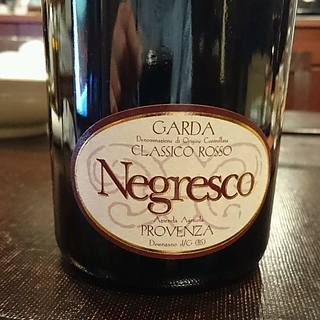 GARDA
Denominazione di Origine Controllata
CLASSICO ROSSO
Negresco
Azienda Agricola
PROVENZA
Desenzano d/G (BS)